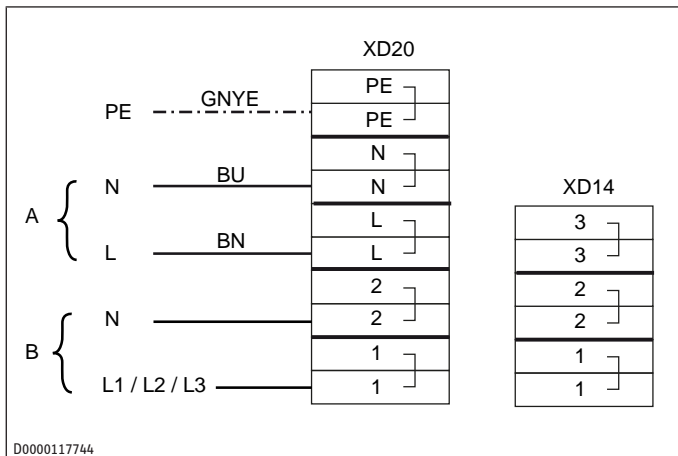 XD20
PE
PE GNYE PE
N
A N BU N
XD14
L
3
L BN L
3
2
2
B N 2
2
1
1
L1 / L2 / L3 1
1
D0000117744